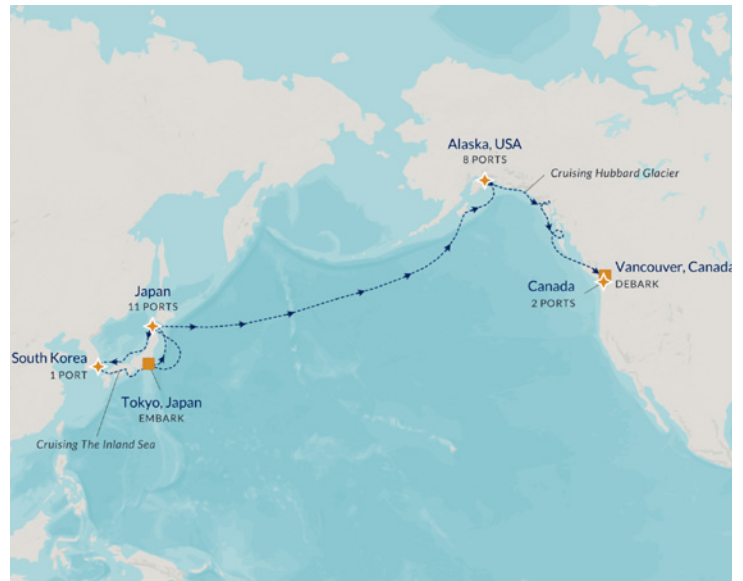 Alaska, USA
8 PORTS
Cruising Hubbard Glacier
Vancouver, Canada
DEBARK
Canada
2 PORTS
Japan
11 PORTS
South Korea
1 PORT
Tokyo, Japan
EMBARK
Cruising The Inland Sea